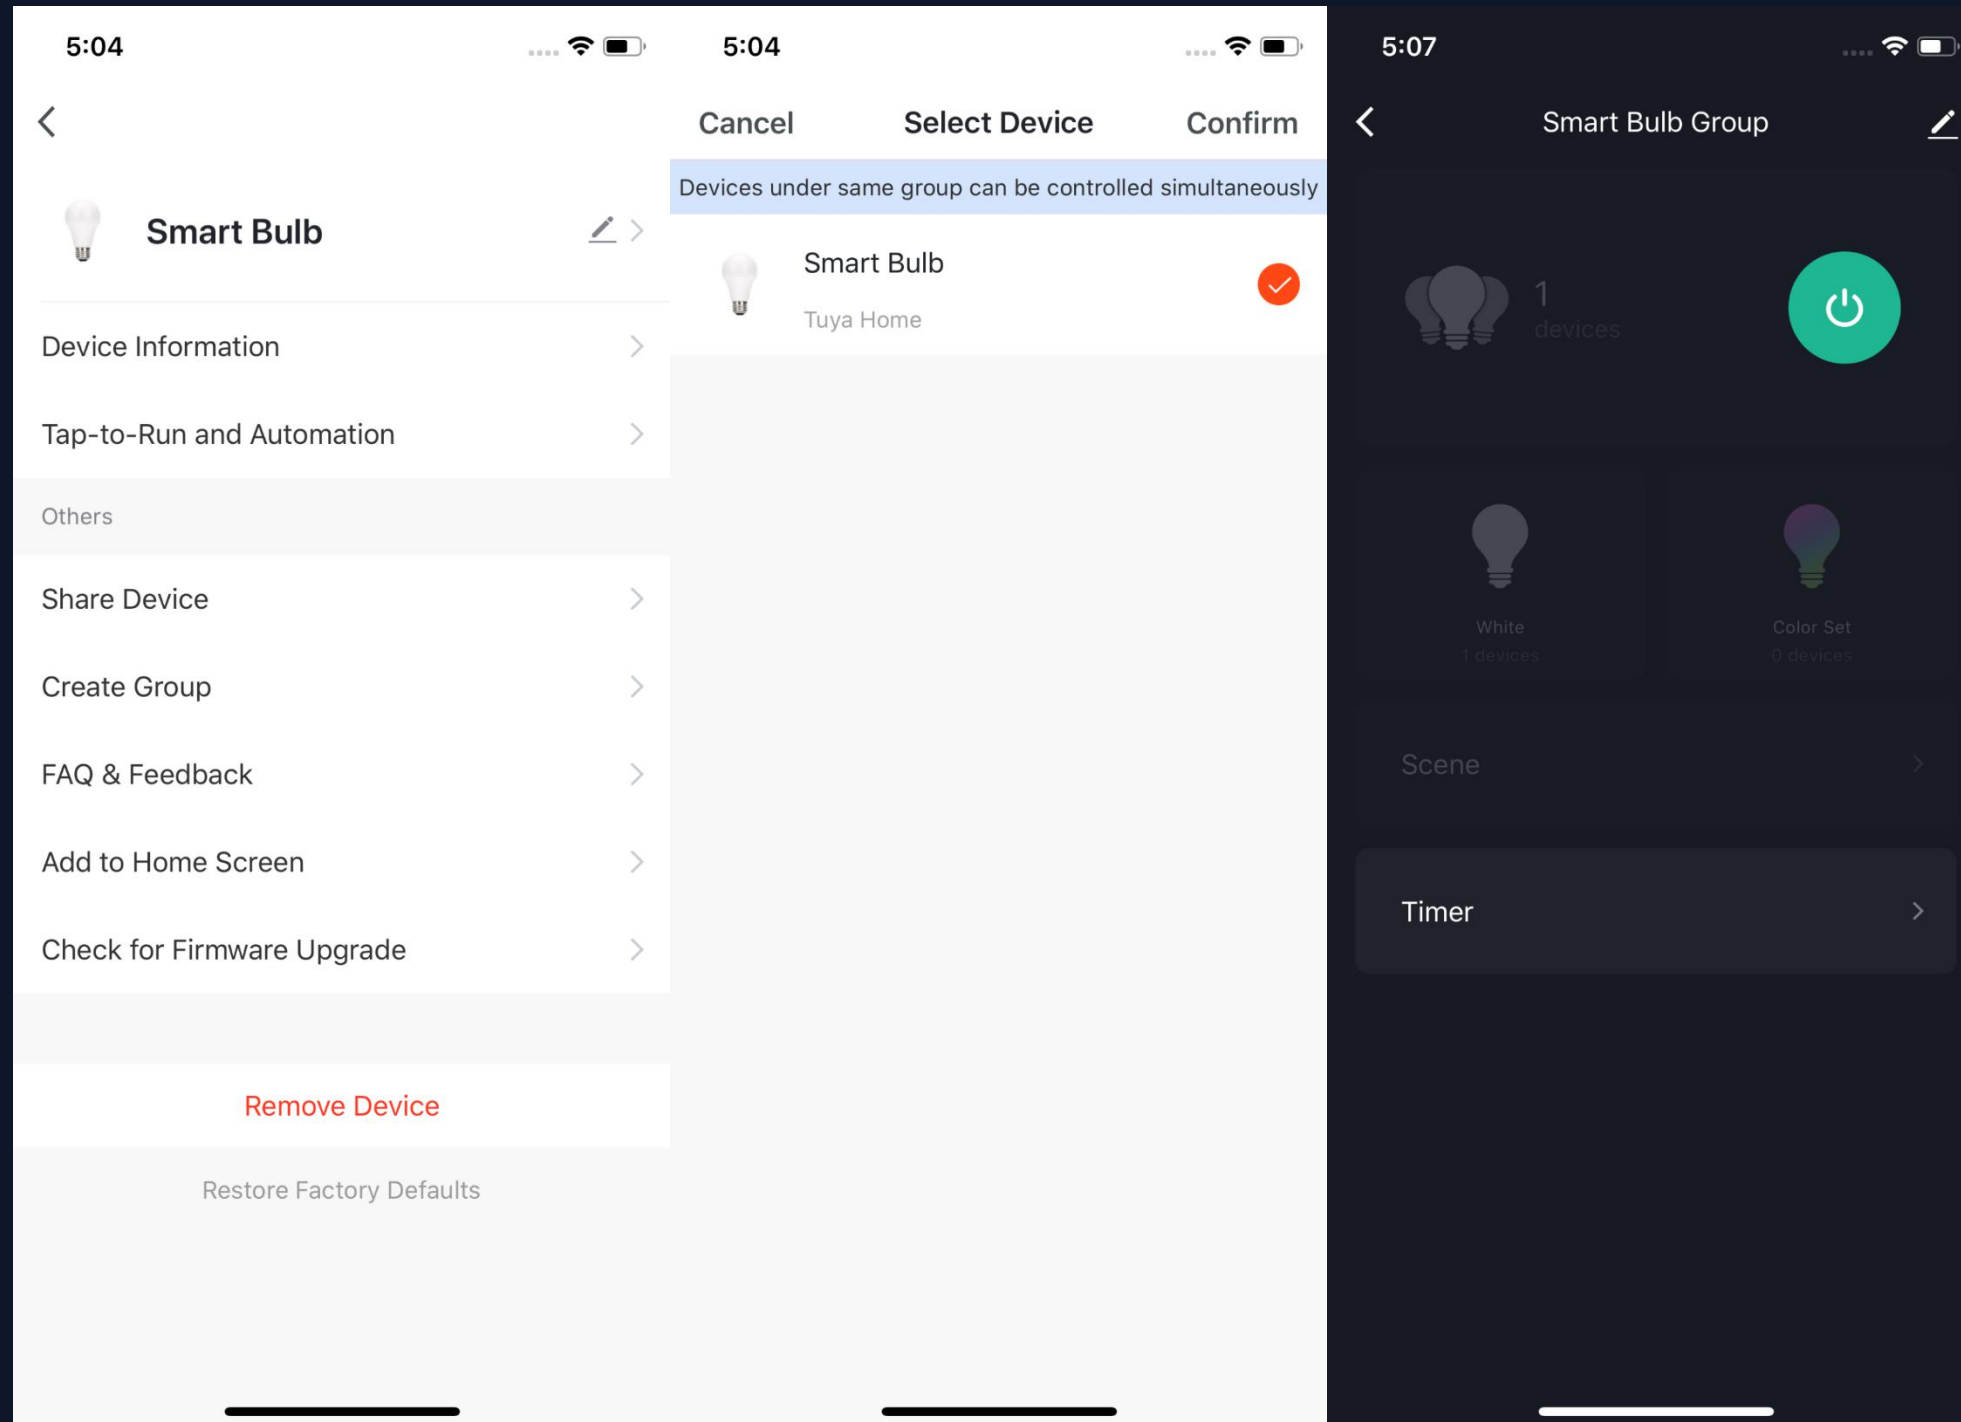 5:04
Smart Bulb
Device Information
Tap-to-Run and Automation
Others
Share Device
Create Group
FAQ & Feedback
Add to Home Screen
Check for Firmware Upgrade
Remove Device
Restore Factory Defaults
5:04
Cancel Select Device Confirm
Devices under same group can be controlled simultaneously
Smart Bulb
Tuya Home
5:07
Smart Bulb Group
1
devices
White
1 devices
Color Set
0 devices
Scene
Timer